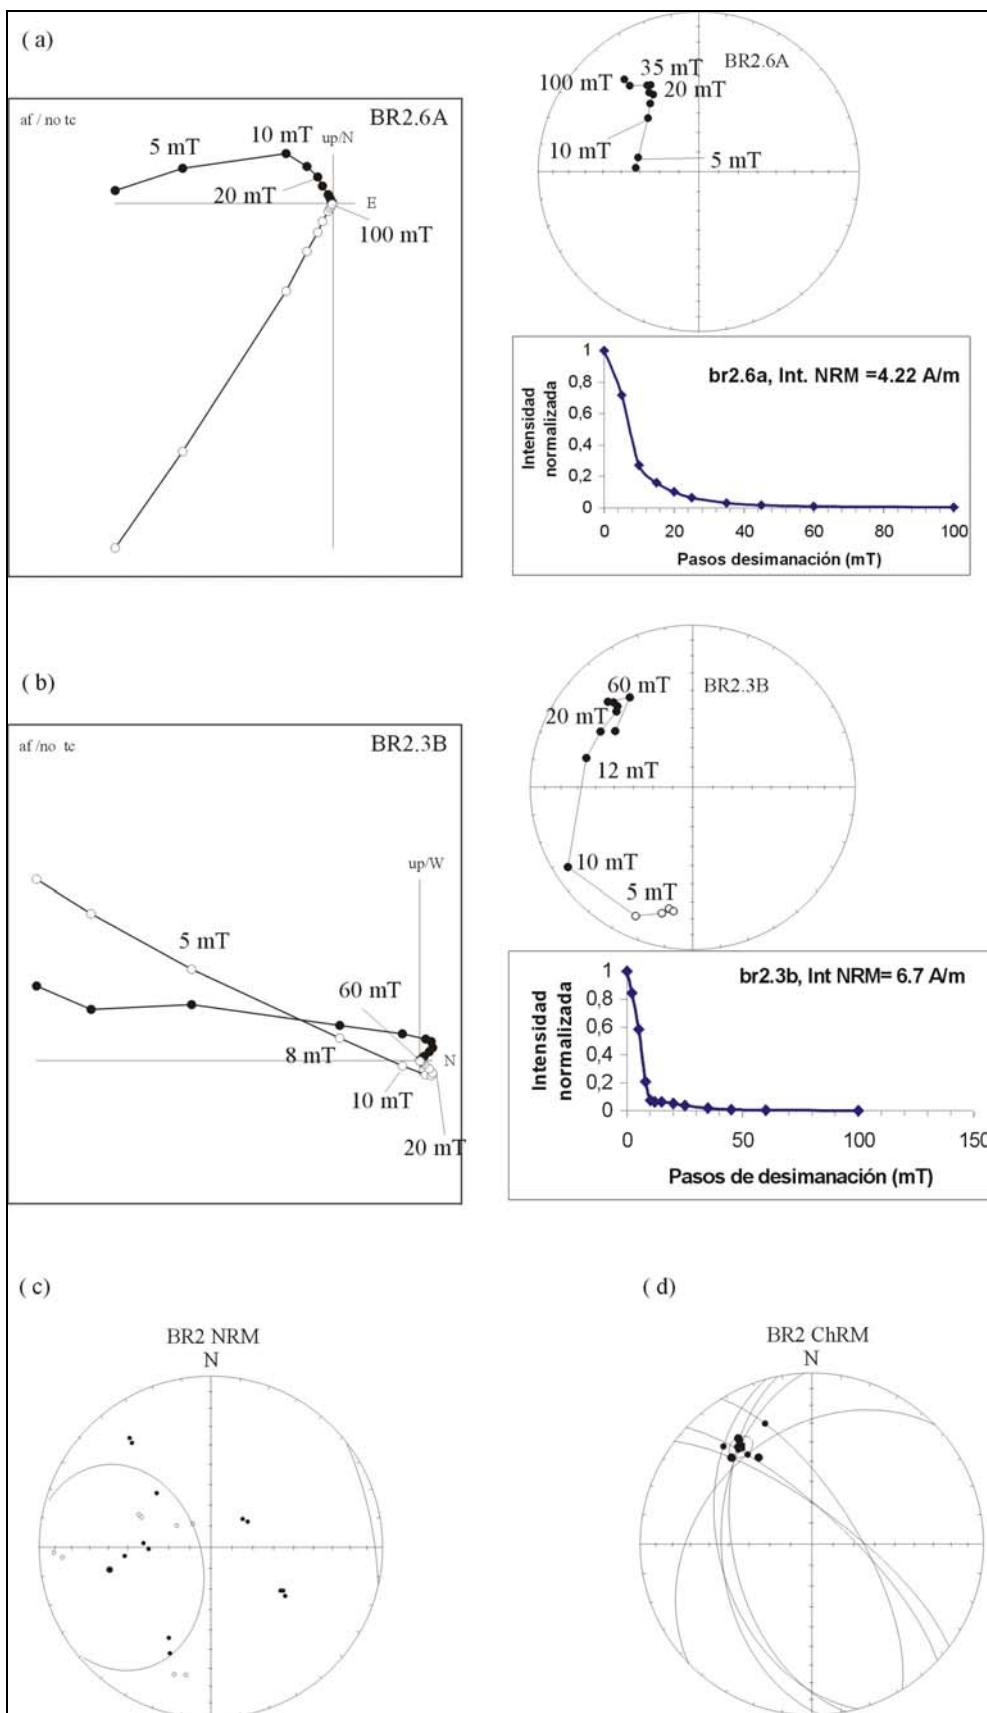 ( a )
af / no tc
BR2.6A
up/N
5 mT
10 mT
20 mT
E
100 mT
BR2.6A
35 mT
100 mT
20 mT
10 mT
5 mT
br2.6a, Int. NRM =4.22 A/m
Intensidad
normalizada
1
0,8
0,6
0,4
0,2
0
0 20 40 60 80 100
Pasos desimanación (mT)
( b )
af /no tc
BR2.3B
up/W
5 mT
60 mT
N
8 mT
10 mT
20 mT
BR2.3B
60 mT
20 mT
12 mT
10 mT
5 mT
br2.3b, Int NRM= 6.7 A/m
Intensidad
normalizada
1
0,8
0,6
0,4
0,2
0
0 50 100 150
Pasos de desimanación (mT)
( c )
BR2 NRM
N
( d )
BR2 ChRM
N